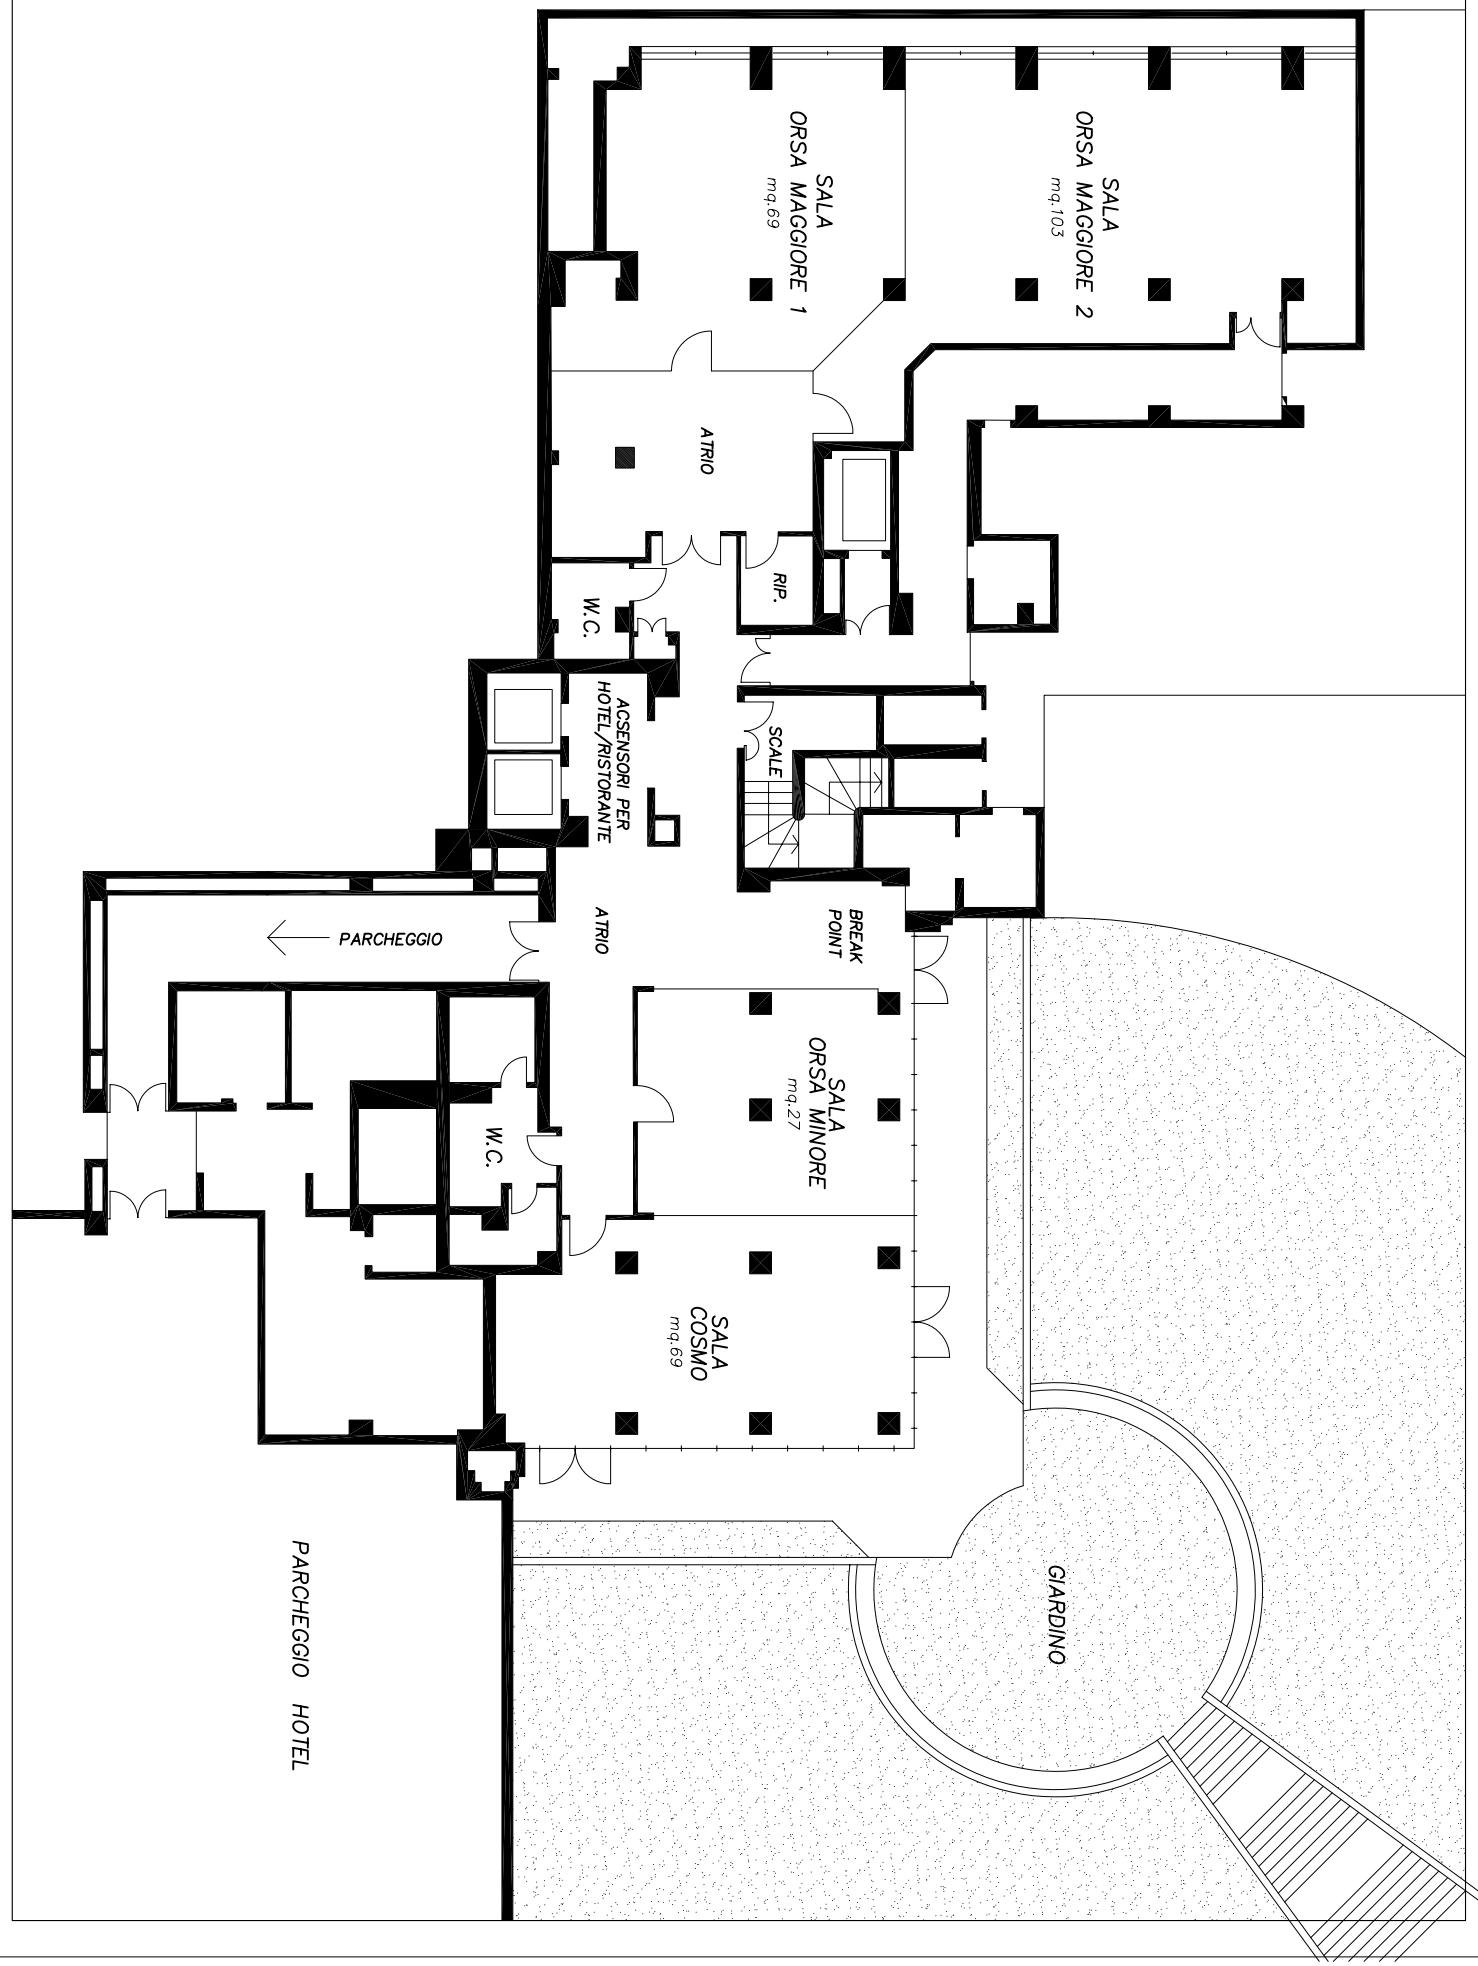 SALA
ORSA MAGGIORE 2
mq.103
SALA
ORSA MAGGIORE 1
mq.69
ATRIO
RIP.
W.C.
ACSENSORI PER
HOTEL/RISTORANTE
SCALE
BREAK
POINT
ATRIO
PARCHEGGIO
SALA
ORSA MINORE
mq.27
W.C.
SALA
COSMO
mq.69
GIARDINO
PARCHEGGIO HOTEL